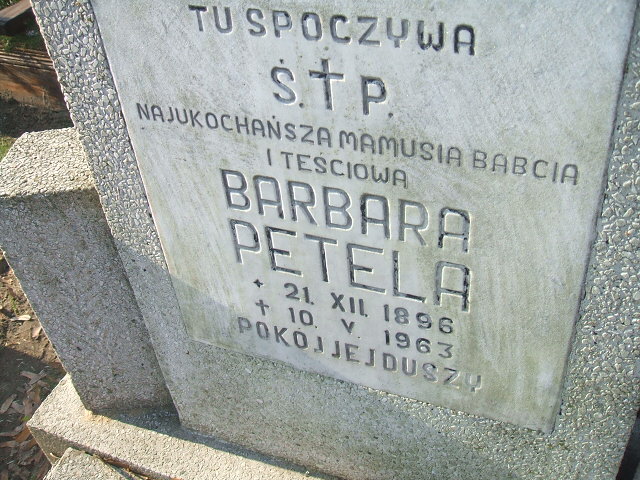 TU SPOCZYWA
Ś.†P.
NAJUKOCHAŃSZA MAMUSIA BABCIA
I TEŚCIOWA
BARBARA
PETELA
+ 21. XII. 1896
† 10. V. 1963
POKÓJ JEJ DUSZY